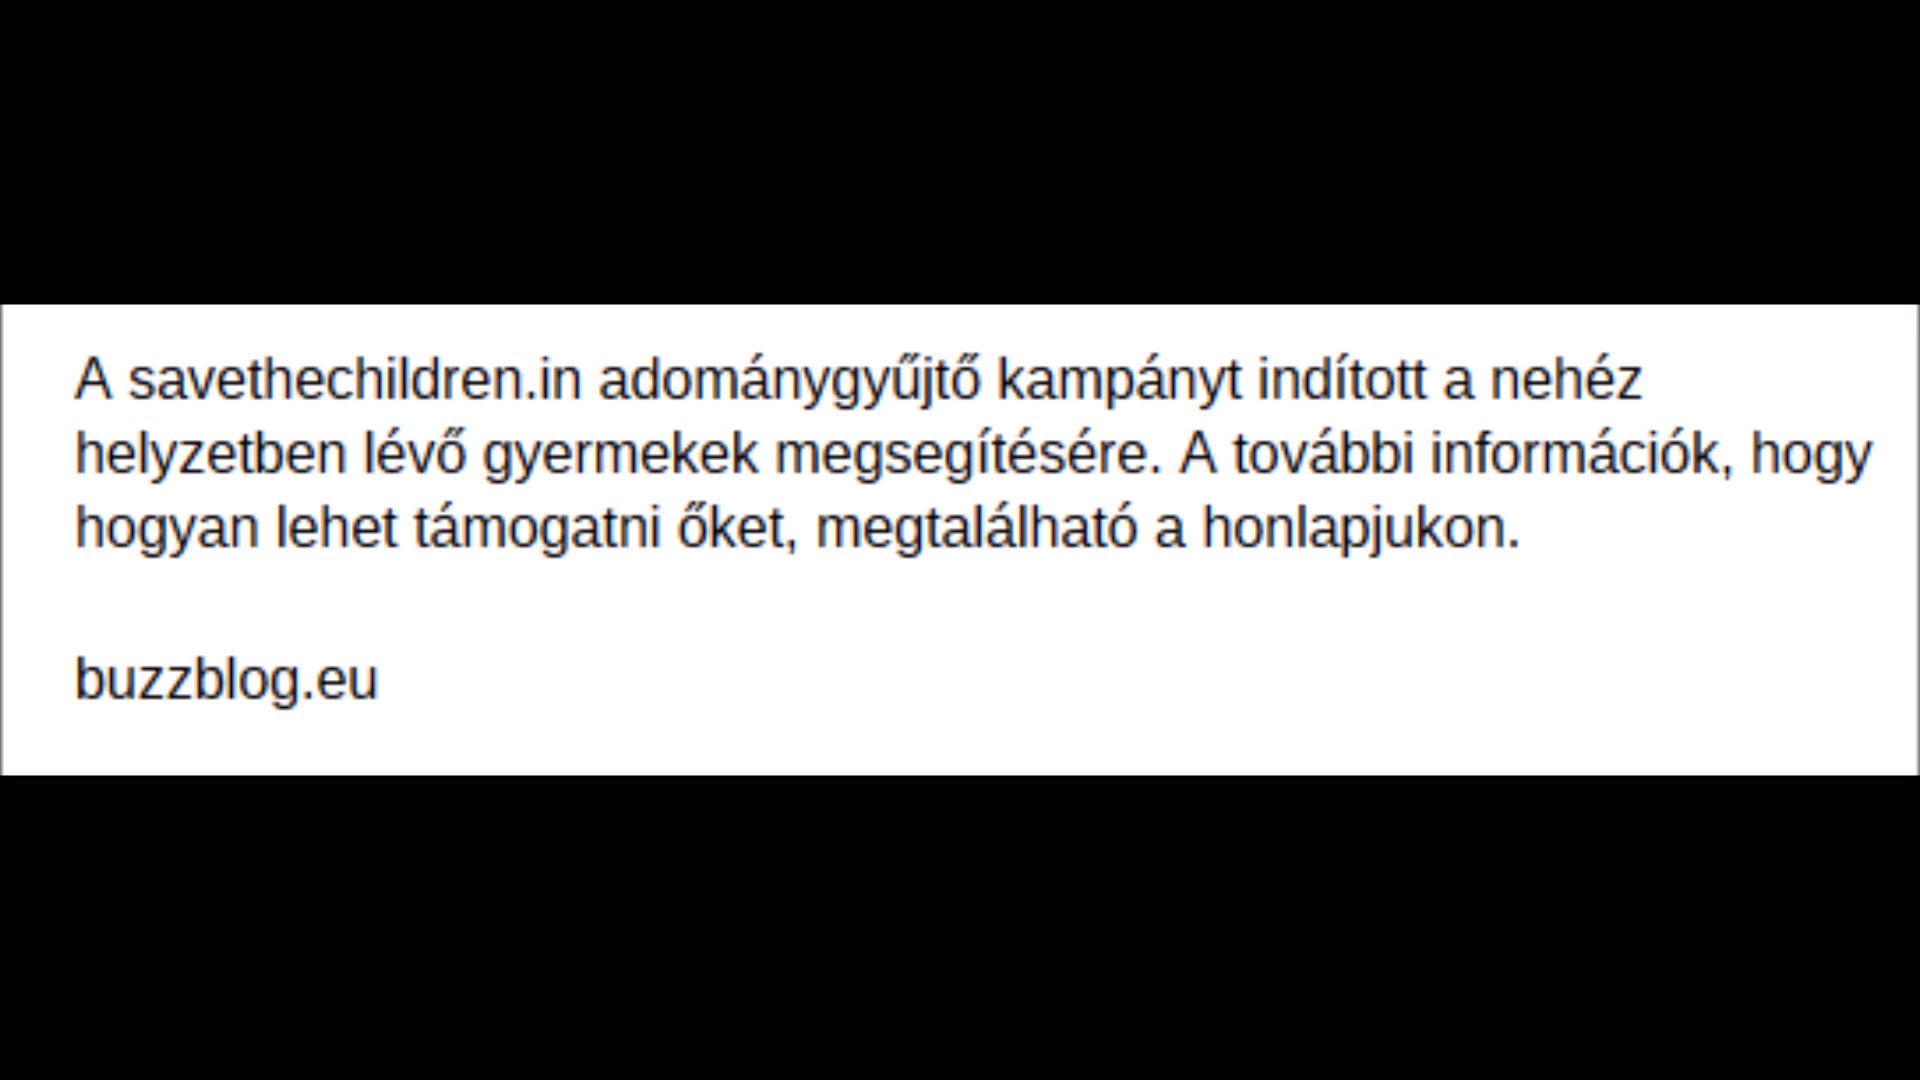 A savethechildren.in adománygyűjtő kampányt indított a nehéz
helyzetben lévő gyermekek megsegítésére. A további információk, hogy
hogyan lehet támogatni őket, megtalálható a honlapjukon.
buzzblog.eu